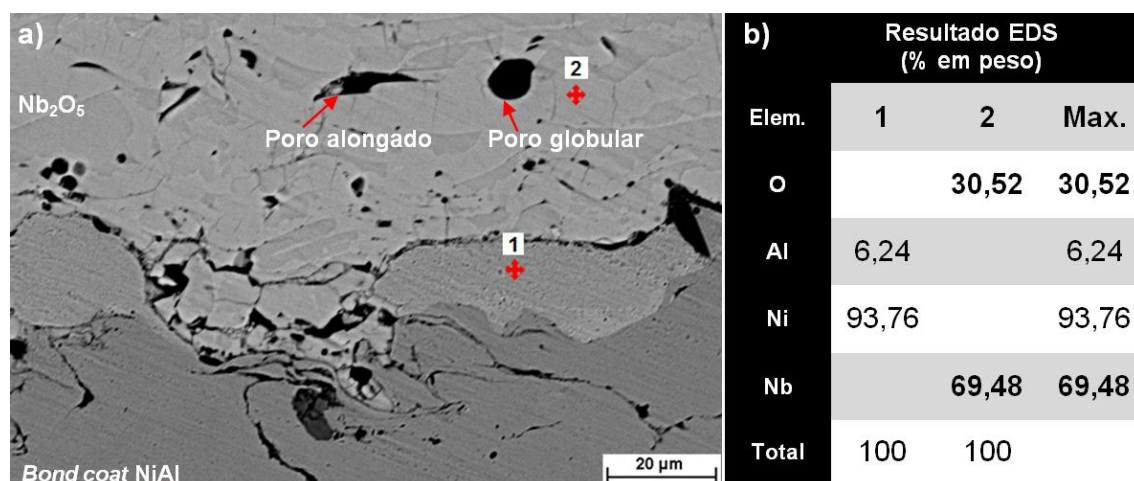 a)
Nb₂O₅
2
Poro alongado
Poro globular
1
Bond coat NiAl
20 µm
b)
Resultado EDS
(% em peso)
Elem. 1 2 Max.
O 30,52 30,52
Al 6,24 6,24
Ni 93,76 93,76
Nb 69,48 69,48
Total 100 100